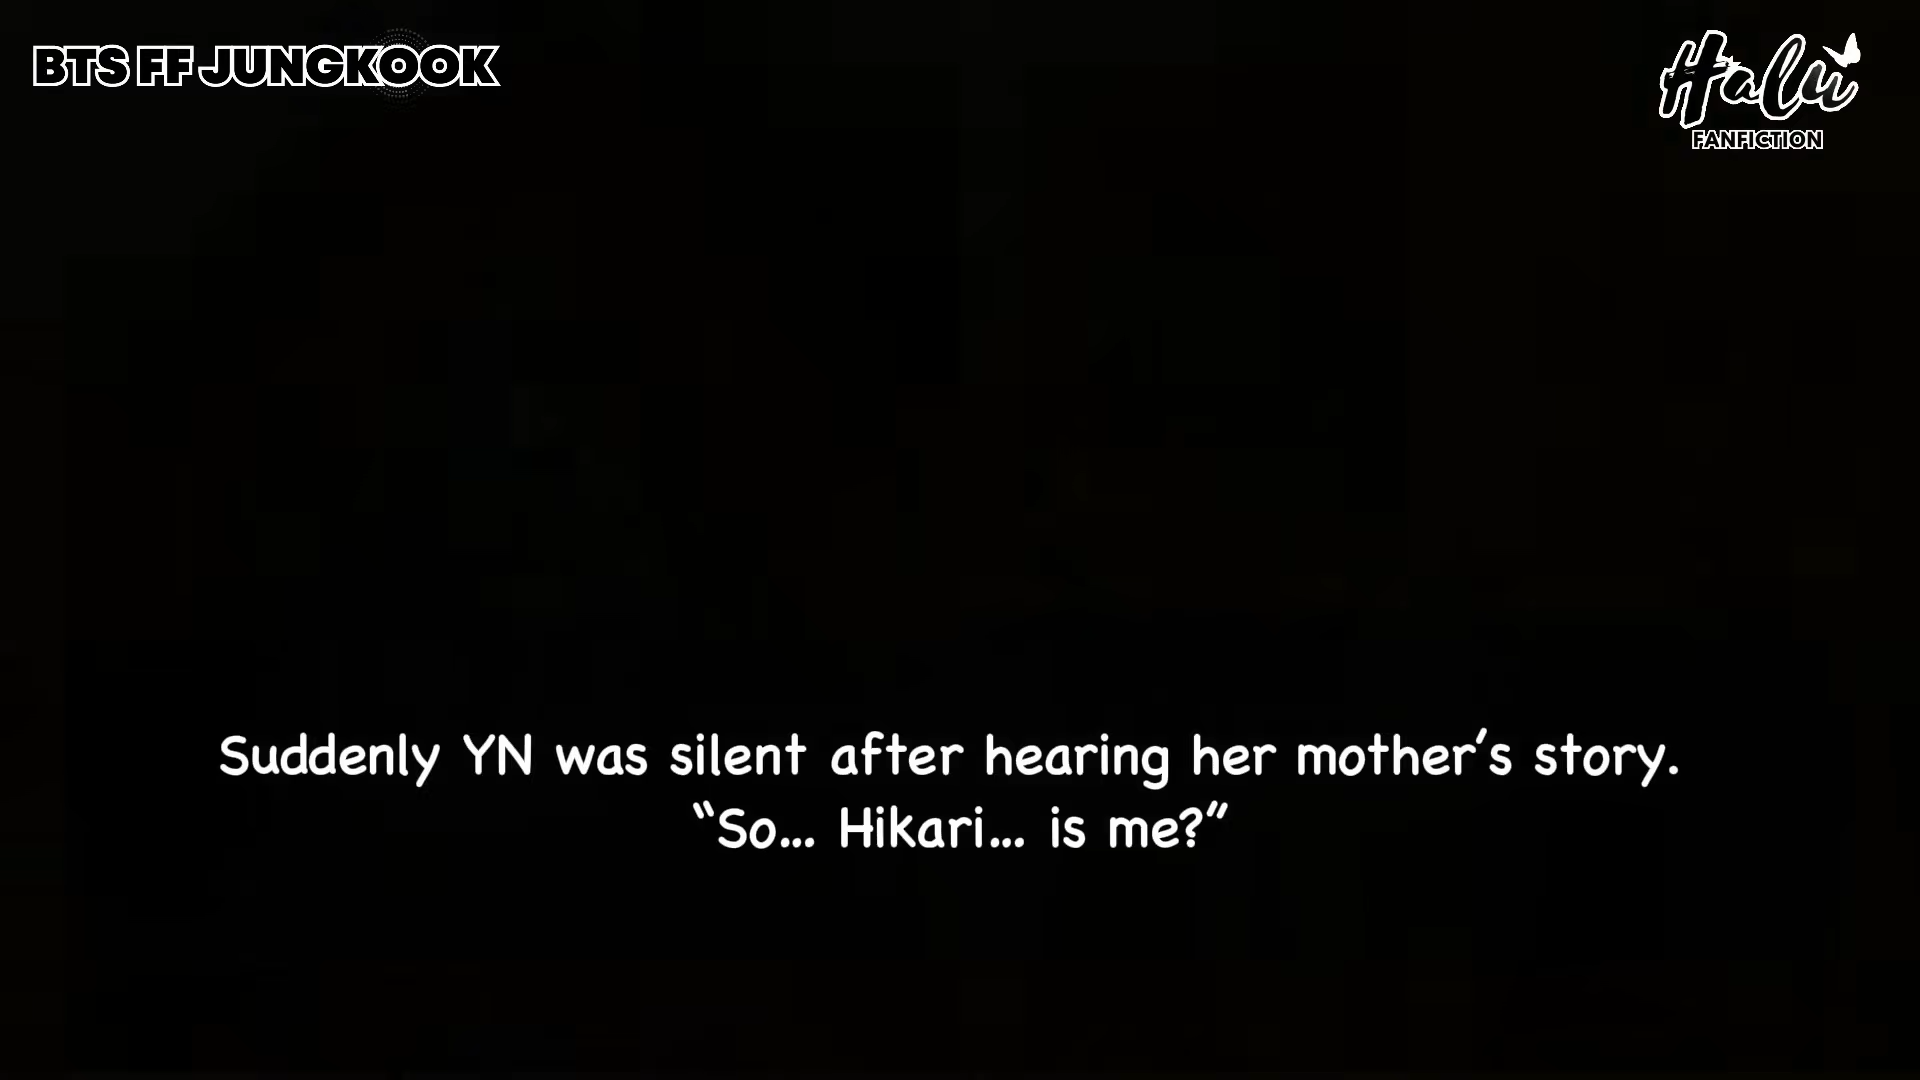 BTS FF JUNGKOOK
Halu
FANFICTION
Suddenly YN was silent after hearing her mother's story.
“So... Hikari... is me?”